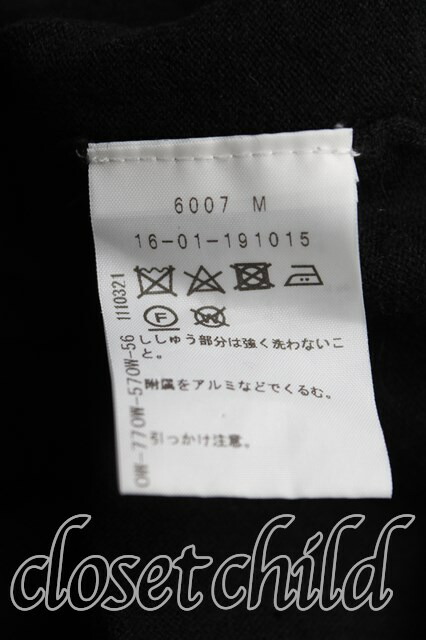 6007 M
16-01-191015
F W
ししゅう部分は強く洗わないこ
と。
附属をアルミなどでくるむ。
引っかけ注意。
1110321
OW-770W-570W-56
closetchild